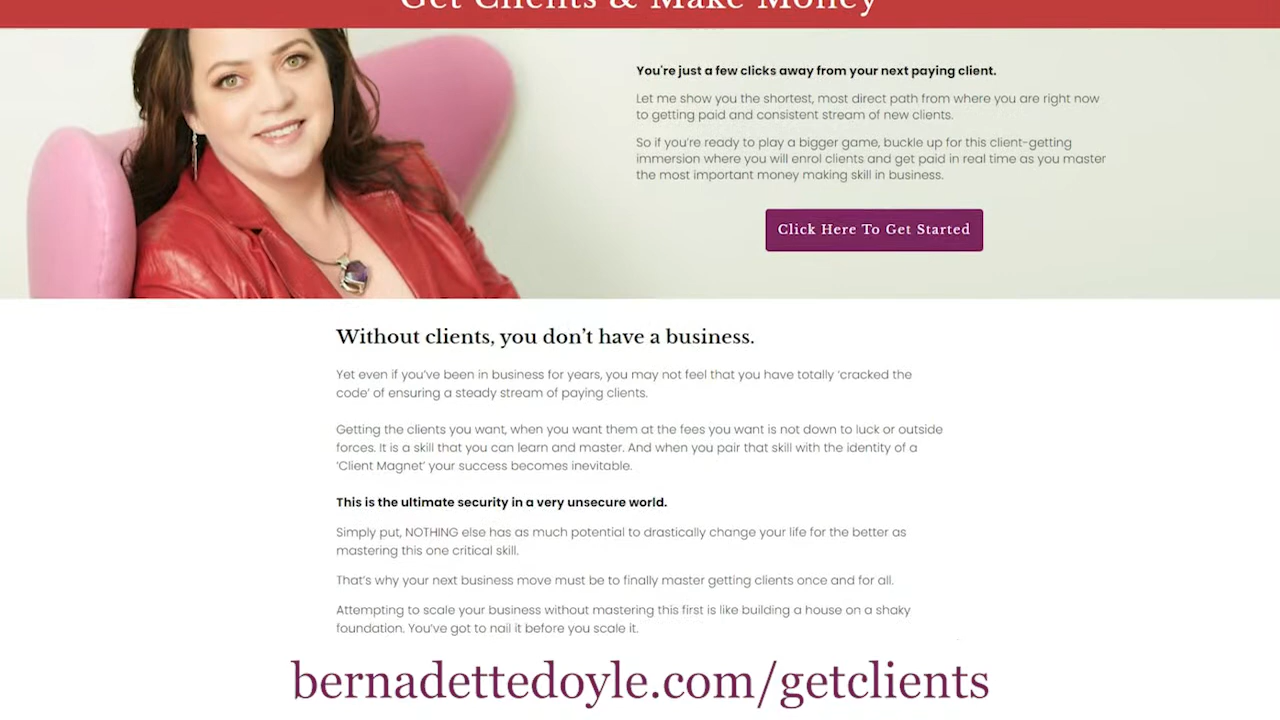 Get Clients & Make Money
You're just a few clicks away from your next paying client.
Let me show you the shortest, most direct path from where you are right now
to getting paid and consistent stream of new clients.
So if you're ready to play a bigger game, buckle up for this client-getting
immersion where you will enrol clients and get paid in real time as you master
the most important money making skill in business.
Click Here To Get Started
Without clients, you don't have a business.
Yet even if you've been in business for years, you may not feel that you have totally 'cracked the
code' of ensuring a steady stream of paying clients.
Getting the clients you want, when you want them at the fees you want is not down to luck or outside
forces. It is a skill that you can learn and master. And when you pair that skill with the identity of a
'Client Magnet' your success becomes inevitable.
This is the ultimate security in a very unsecure world.
Simply put, NOTHING else has as much potential to drastically change your life for the better as
mastering this one critical skill.
That's why your next business move must be to finally master getting clients once and for all.
Attempting to scale your business without mastering this first is like building a house on a shaky
foundation. You've got to nail it before you scale it.
bernadettedoyle.com/getclients